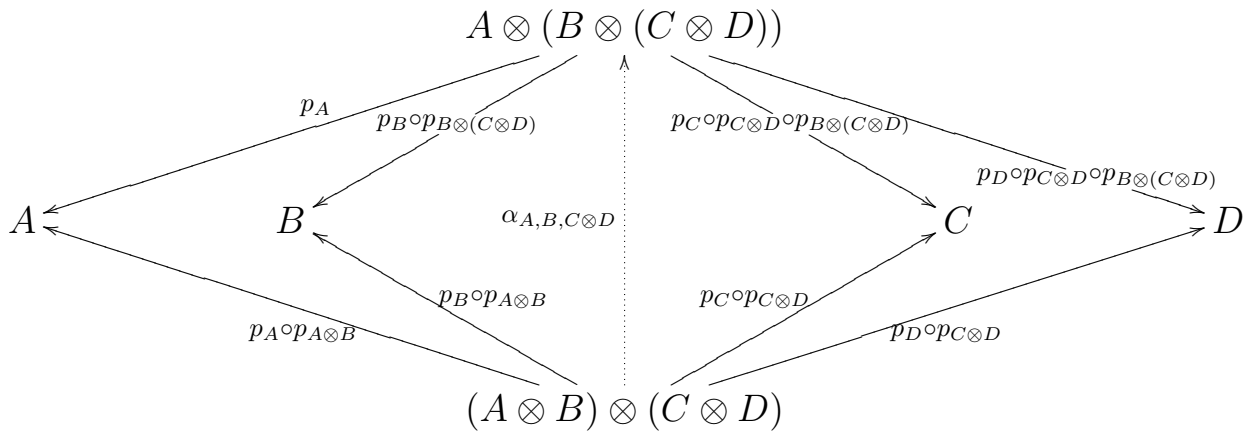 A ⊗ (B ⊗ (C ⊗ D))
p_A
p_B∘p_{B⊗(C⊗D)}
p_C∘p_{C⊗D}∘p_{B⊗(C⊗D)}
p_D∘p_{C⊗D}∘p_{B⊗(C⊗D)}
A
B
α_{A,B,C⊗D}
C
D
p_A∘p_{A⊗B}
p_B∘p_{A⊗B}
p_C∘p_{C⊗D}
p_D∘p_{C⊗D}
(A ⊗ B) ⊗ (C ⊗ D)